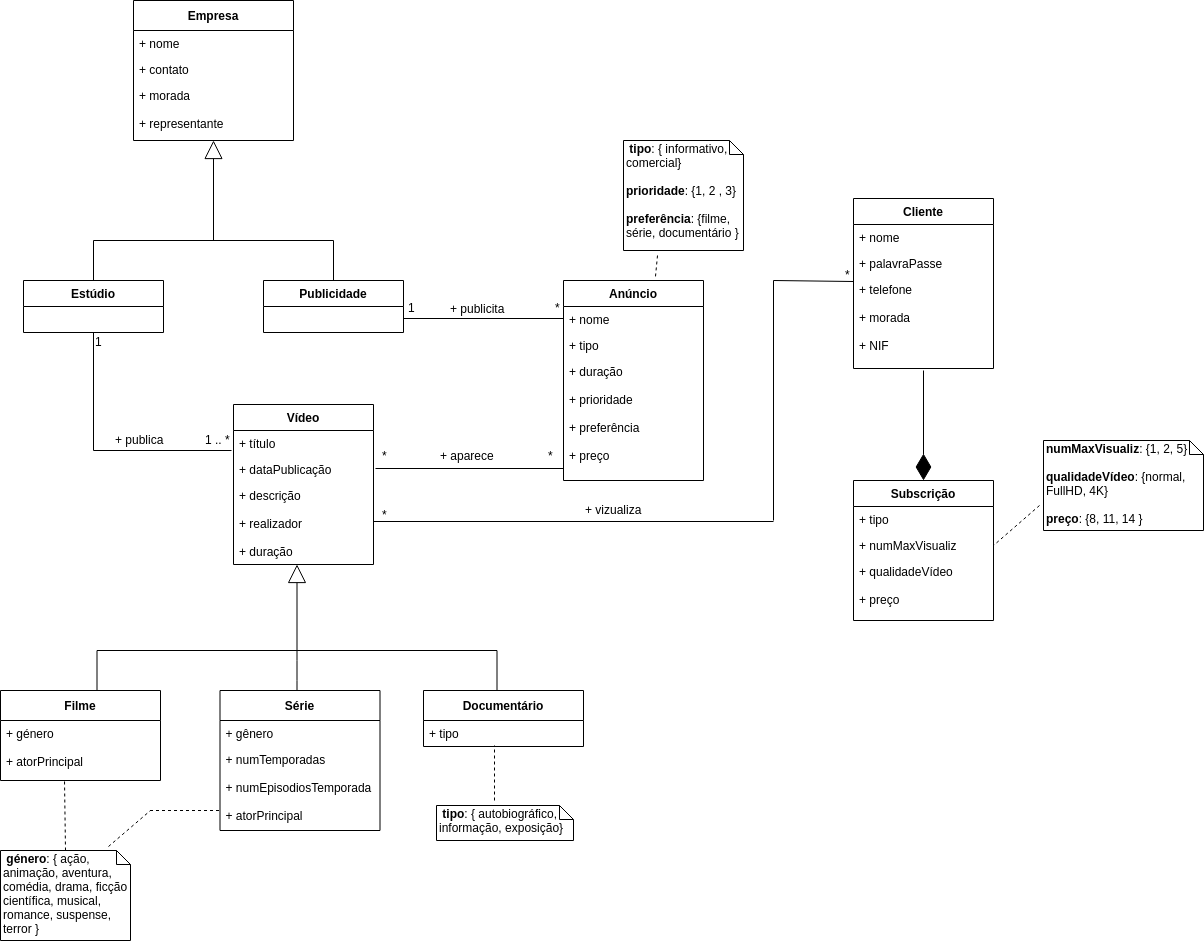 Empresa
+ nome
+ contato
+ morada
+ representante
tipo: { informativo,
comercial}
prioridade: {1, 2 , 3}
preferência: {filme,
série, documentário }
Cliente
+ nome
+ palavraPasse
+ telefone
+ morada
+ NIF
*
Estúdio
1
Publicidade
1
+ publicita
*
Anúncio
+ nome
+ tipo
+ duração
+ prioridade
+ preferência
+ preço
+ publica
1 .. *
Vídeo
+ título
+ dataPublicação
+ descrição
+ realizador
+ duração
*
+ aparece
*
*
+ vizualiza
numMaxVisualiz: {1, 2, 5}
qualidadeVídeo: {normal,
FullHD, 4K}
preço: {8, 11, 14 }
Subscrição
+ tipo
+ numMaxVisualiz
+ qualidadeVídeo
+ preço
Filme
+ género
+ atorPrincipal
Série
+ gênero
+ numTemporadas
+ numEpisodiosTemporada
+ atorPrincipal
Documentário
+ tipo
tipo: { autobiográfico,
informação, exposição}
género: { ação,
animação, aventura,
comédia, drama, ficção
científica, musical,
romance, suspense,
terror }